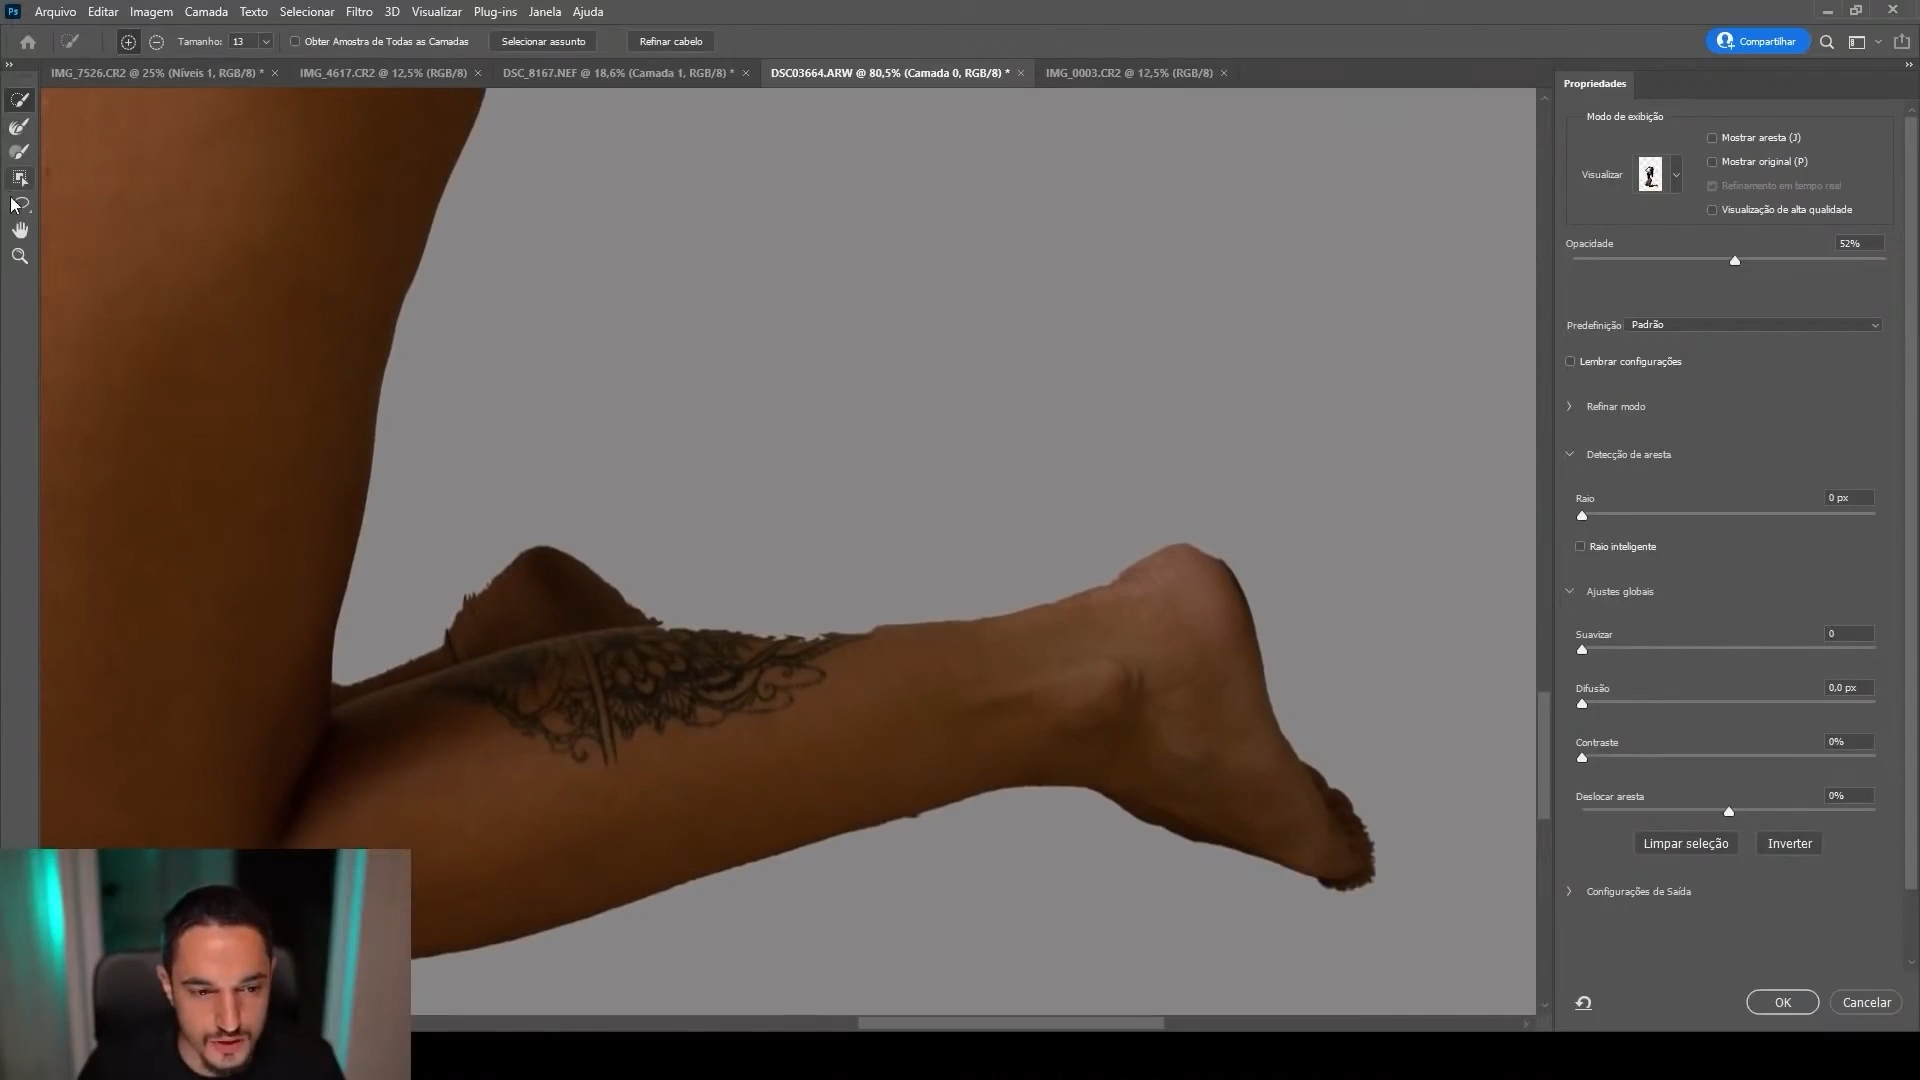 Ps Arquivo Editar Imagem Camada Texto Selecionar Filtro 3D Visualizar Plug-ins Janela Ajuda
Tamanho: 13 Obter Amostra de Todas as Camadas Selecionar assunto Refinar cabelo Compartilhar
IMG_7526.CR2 @ 25% (Níveis 1, RGB/8) * IMG_4617.CR2 @ 12,5% (RGB/8) DSC_8167.NEF @ 18,6% (Camada 1, RGB/8) * DSC03664.ARW @ 80,5% (Camada 0, RGB/8) * IMG_0003.CR2 @ 12,5% (RGB/8)
Propriedades
Modo de exibição
Mostrar aresta (J)
Mostrar original (P)
Visualizar
Refinamento em tempo real
Visualização de alta qualidade
Opacidade 52%
Predefinição Padrão
Lembrar configurações
Refinar modo
Detecção de aresta
Raio 0 px
Raio inteligente
Ajustes globais
Suavizar 0
Difusão 0,0 px
Contraste 0%
Deslocar aresta 0%
Limpar seleção Inverter
Configurações de Saída
OK Cancelar